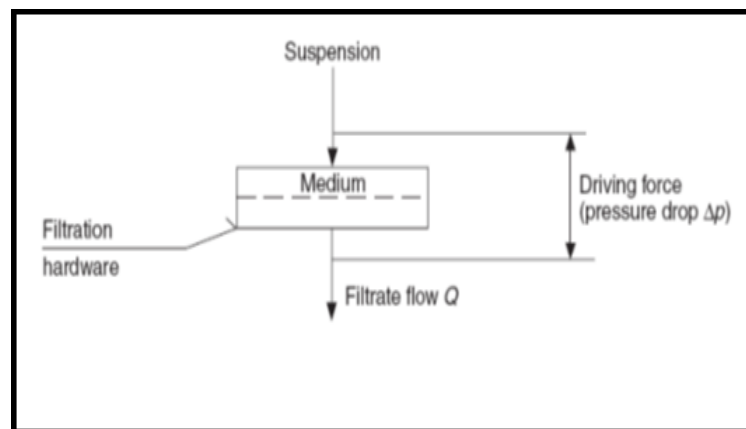 Suspension
Medium
Driving force
(pressure drop Δp)
Filtration
hardware
Filtrate flow Q